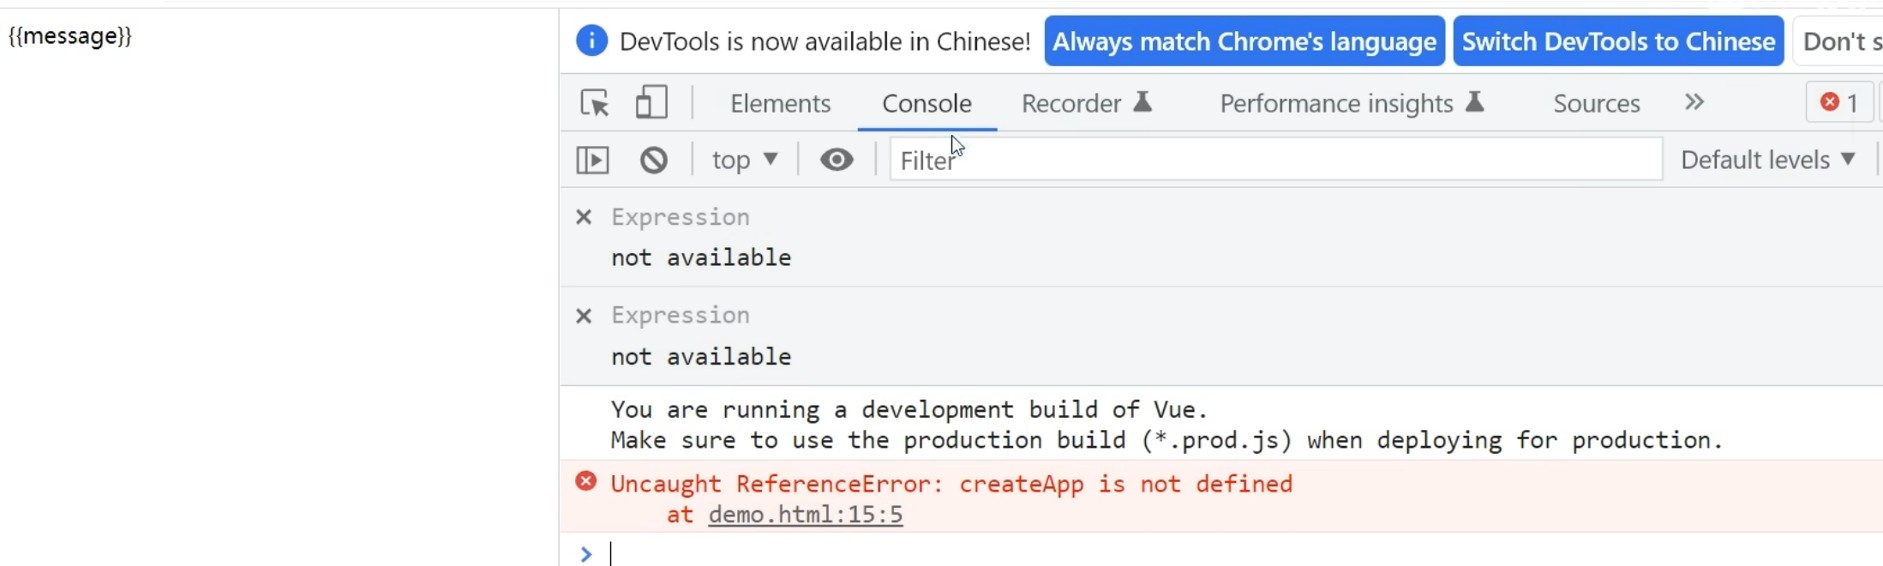 {{message}}
DevTools is now available in Chinese! Always match Chrome's language Switch DevTools to Chinese Don't s
Elements Console Recorder Performance insights Sources » 1
top Filter Default levels
Expression
not available
Expression
not available
You are running a development build of Vue.
Make sure to use the production build (*.prod.js) when deploying for production.
Uncaught ReferenceError: createApp is not defined
at demo.html:15:5